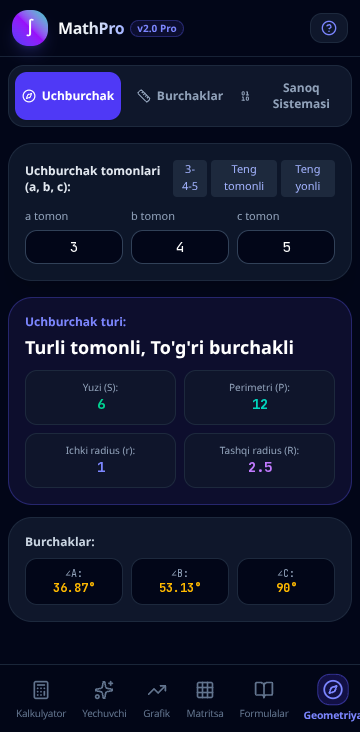 ∫ MathPro v2.0 Pro
Uchburchak Burchaklar Sanoq
Sistemasi
Uchburchak tomonlari
(a, b, c):
3-
4-5
Teng
tomonli
Teng
yonli
a tomon b tomon c tomon
3 4 5
Uchburchak turi:
Turli tomonli, To'g'ri burchakli
Yuzi (S): Perimetri (P):
6 12
Ichki radius (r): Tashqi radius (R):
1 2.5
Burchaklar:
∠A: ∠B: ∠C:
36.87° 53.13° 90°
Kalkulyator Yechuvchi Grafik Matritsa Formulalar Geometriya